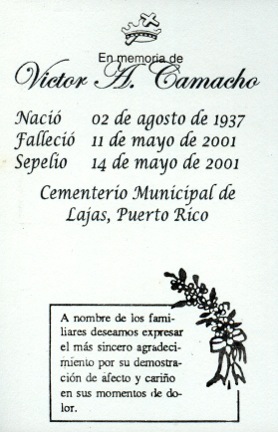 En memoria de
Victor A. Camacho
Nació 02 de agosto de 1937
Falleció 11 de mayo de 2001
Sepelio 14 de mayo de 2001
Cementerio Municipal de
Lajas, Puerto Rico
A nombre de los fami-
liares deseamos expresar
el más sincero agradeci-
miento por su demostra-
ción de afecto y cariño
en sus momentos de do-
lor.